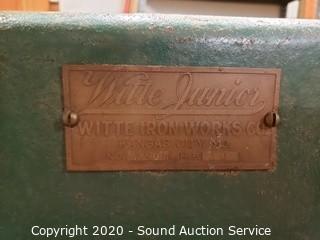 Witte Junior
WITTE IRON WORKS CO.
KANSAS CITY, MO.
Copyright 2020 - Sound Auction Service